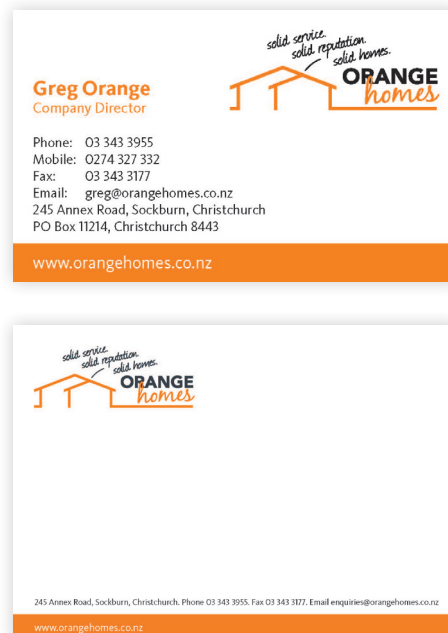 solid service.
solid reputation.
solid homes.
ORANGE
homes
Greg Orange
Company Director
Phone: 03 343 3955
Mobile: 0274 327 332
Fax: 03 343 3177
Email: greg@orangehomes.co.nz
245 Annex Road, Sockburn, Christchurch
PO Box 11214, Christchurch 8443
www.orangehomes.co.nz
solid service.
solid reputation.
solid homes.
ORANGE
homes
245 Annex Road, Sockburn, Christchurch. Phone 03 343 3955. Fax 03 343 3177. Email enquiries@orangehomes.co.nz
www.orangehomes.co.nz